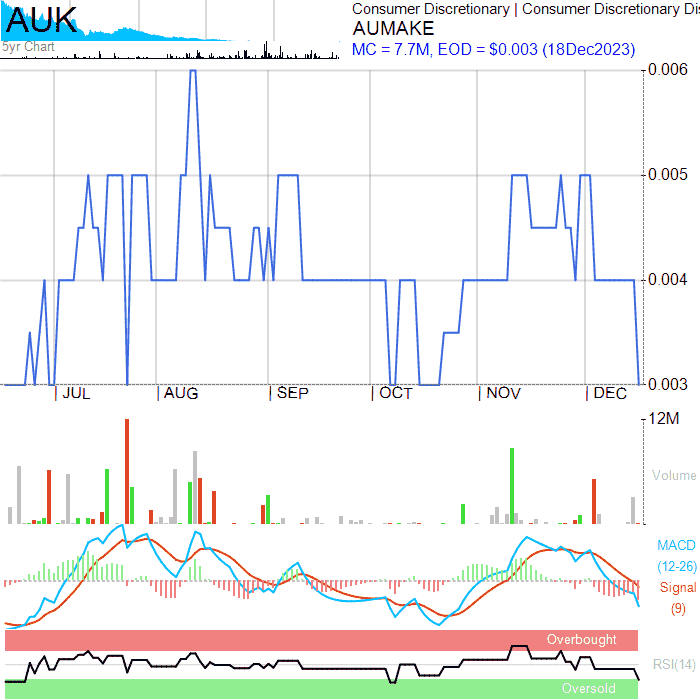 AUK
Consumer Discretionary | Consumer Discretionary Dis
AUMAKE
MC = 7.7M, EOD = $0.003 (18Dec2023)
5yr Chart
0.006
0.005
0.004
0.003
JUL
AUG
SEP
OCT
NOV
DEC
12M
Volume
MACD
(12-26)
Signal
(9)
Overbought
RSI(14)
Oversold